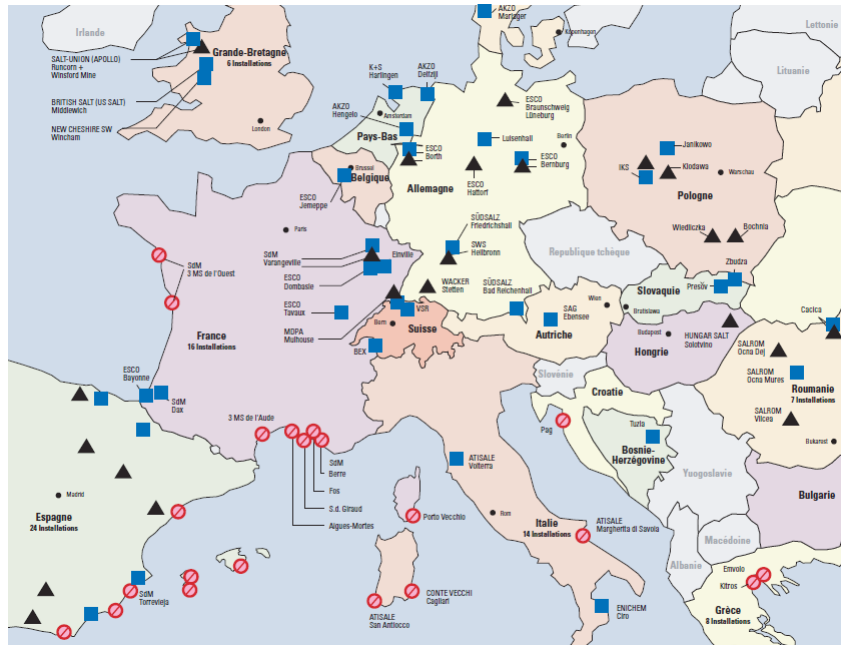 Irlande
Grande-Bretagne
6 Installations
SALT-UNION (APOLLO)
Runcorn +
Winsford Mine
BRITISH SALT (US SALT)
Middlewich
NEW CHESHIRE SW
Wincham
London
AKZO
Mariager
Kopenhagen
Lettonie
Lituanie
K+S
Harlingen
AKZO
Delfzijl
AKZO
Hengelo
Amsterdam
Pays-Bas
ESCO
Borth
ESCO
Braunschweig
Lüneburg
Luisenhall
Berlin
ESCO
Bernburg
Allemagne
ESCO
Hattorf
Janikowo
IKS
Klodawa
Warschau
Pologne
Wiedliczka
Bochnia
Brüssel
Belgique
ESCO
Jemeppe
Paris
SÜDSALZ
Friedrichshall
SWS
Heilbronn
Republique tchèque
Zbudza
Slovaquie
Prešov
SdM
3 MS de l'Ouest
SdM
Varangeville
Einville
ESCO
Dombasle
WACKER
Stetten
SÜDSALZ
Bad Reichenhall
Wien
Bratislava
SAG
Ebensee
Autriche
Budapest
HUNGAR SALT
Solotvino
Hongrie
Cacica
ESCO
Tavaux
VSR
MDPA
Mulhouse
Bern
Suisse
BEX
France
16 Installations
SALROM
Ocna Dej
SALROM
Ocna Mures
Roumanie
7 Installations
SALROM
Vilcea
Bukarest
Slovénie
Croatie
ESCO
Bayonne
SdM
Dax
3 MS de l'Aude
Pag
Tuzla
Bosnie-
Herzégovine
Yuogoslavie
SdM
Berre
Fos
S.d. Giraud
Aigues-Mortes
ATISALE
Volterra
Bulgarie
Madrid
Espagne
24 Installations
Porto Vecchio
Rom
Italie
14 Installations
ATISALE
Margherita di Savoia
Macédoine
Albanie
Emvolo
Kitros
SdM
Torrevieja
CONTE VECCHI
Cagliari
ATISALE
San Antiocco
ENICHEM
Ciro
Grèce
8 Installations